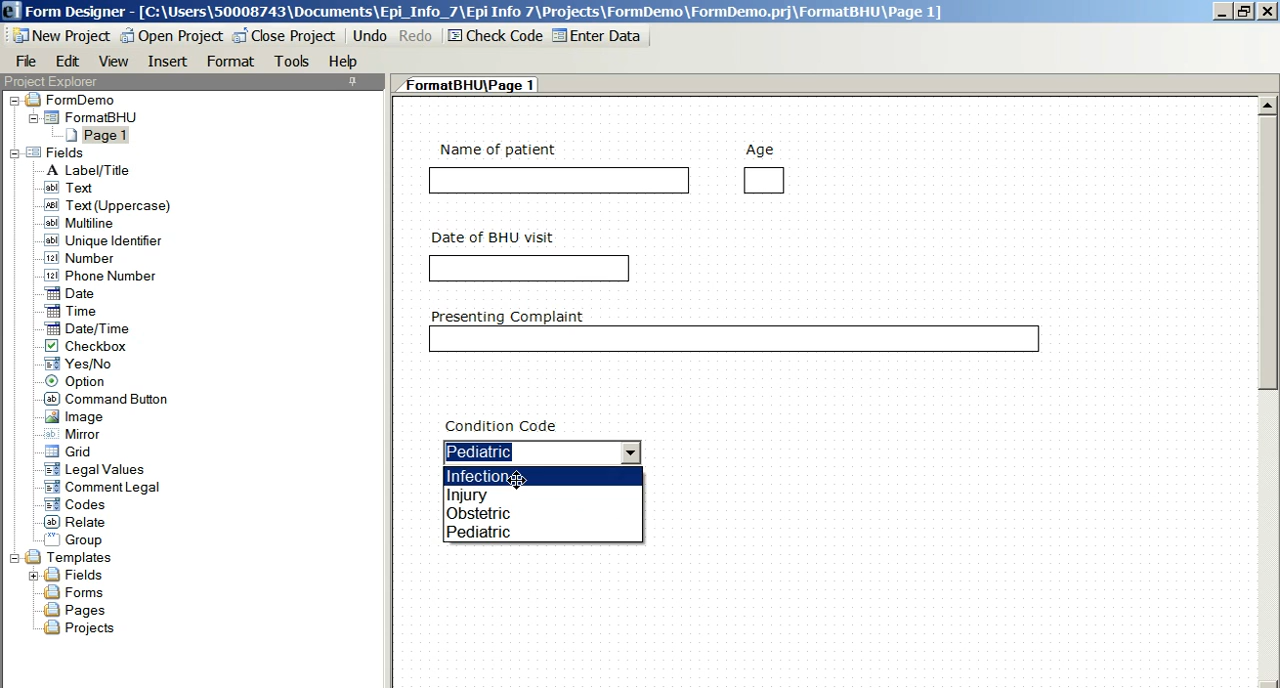 Form Designer - [C:\Users\50008743\Documents\Epi_Info_7\Epi Info 7\Projects\FormDemo\FormDemo.prj\FormatBHU\Page 1]
New Project Open Project Close Project Undo Redo Check Code Enter Data
File Edit View Insert Format Tools Help
Project Explorer
FormDemo
FormatBHU
Page 1
Fields
Label/Title
Text
Text (Uppercase)
Multiline
Unique Identifier
Number
Phone Number
Date
Time
Date/Time
Checkbox
Yes/No
Option
Command Button
Image
Mirror
Grid
Legal Values
Comment Legal
Codes
Relate
Group
Templates
Fields
Forms
Pages
Projects
FormatBHU\Page 1
Name of patient Age
Date of BHU visit
Presenting Complaint
Condition Code
Pediatric
Infection
Injury
Obstetric
Pediatric